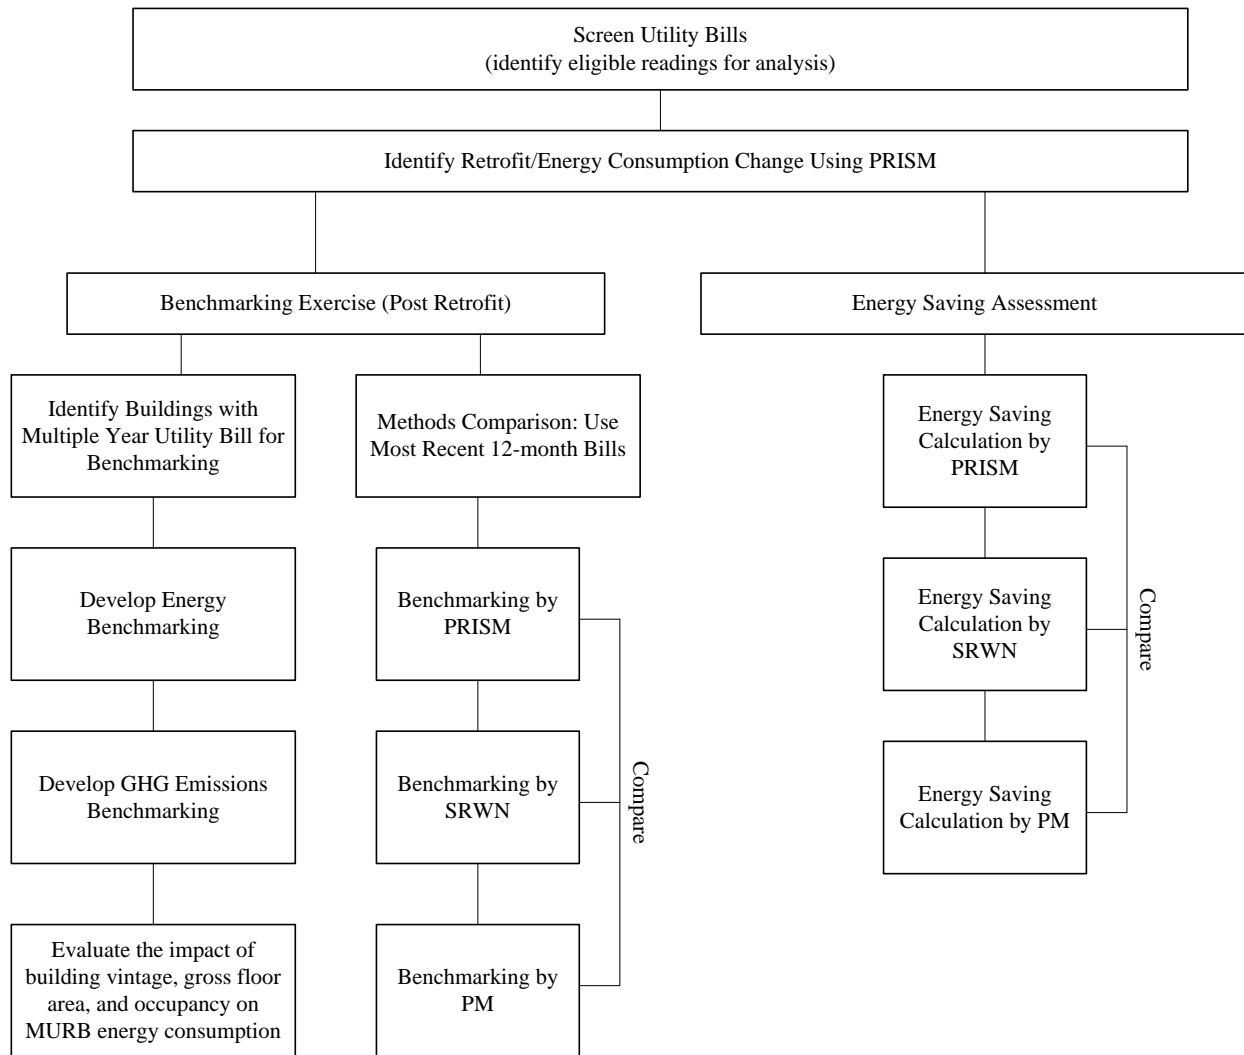 Screen Utility Bills
(identify eligible readings for analysis)
Identify Retrofit/Energy Consumption Change Using PRISM
Benchmarking Exercise (Post Retrofit)
Energy Saving Assessment
Identify Buildings with
Multiple Year Utility Bill for
Benchmarking
Methods Comparison: Use
Most Recent 12-month Bills
Energy Saving
Calculation by
PRISM
Develop Energy
Benchmarking
Benchmarking by
PRISM
Energy Saving
Calculation by
SRWN
Compare
Develop GHG Emissions
Benchmarking
Benchmarking by
SRWN
Compare
Energy Saving
Calculation by PM
Evaluate the impact of
building vintage, gross floor
area, and occupancy on
MURB energy consumption
Benchmarking by
PM